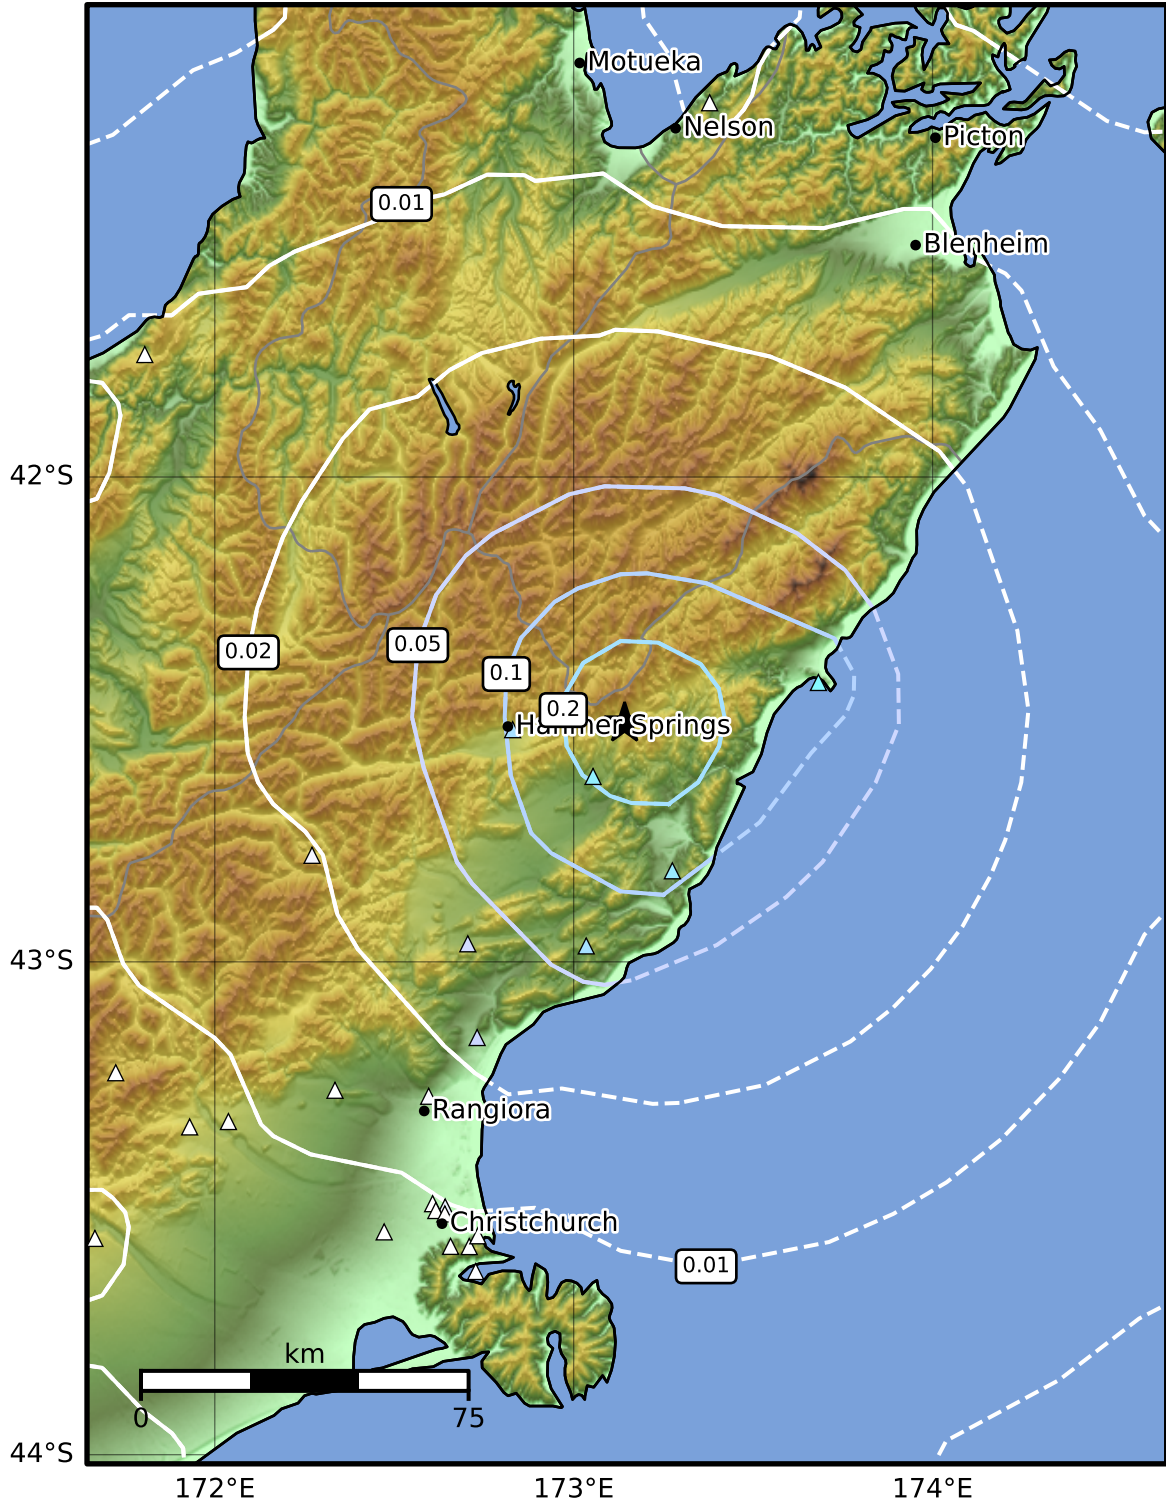 Motueka
Nelson
Picton
0.01
Blenheim
42°S
0.02
0.05
0.1
0.2
Hanmer Springs
43°S
Rangiora
Christchurch
0.01
km
0
75
44°S
172°E
173°E
174°E